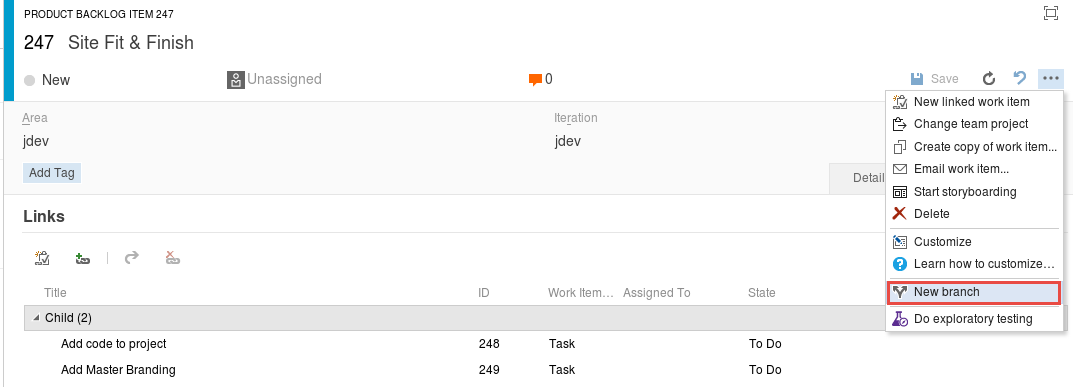 PRODUCT BACKLOG ITEM 247
247 Site Fit & Finish
New Unassigned 0 Save
Area Iteration
jdev jdev
Add Tag
Detail
New linked work item
Change team project
Create copy of work item...
Email work item...
Start storyboarding
Delete
Customize
Learn how to customize...
New branch
Do exploratory testing
Links
Title ID Work Item... Assigned To State
Child (2)
Add code to project 248 Task To Do
Add Master Branding 249 Task To Do